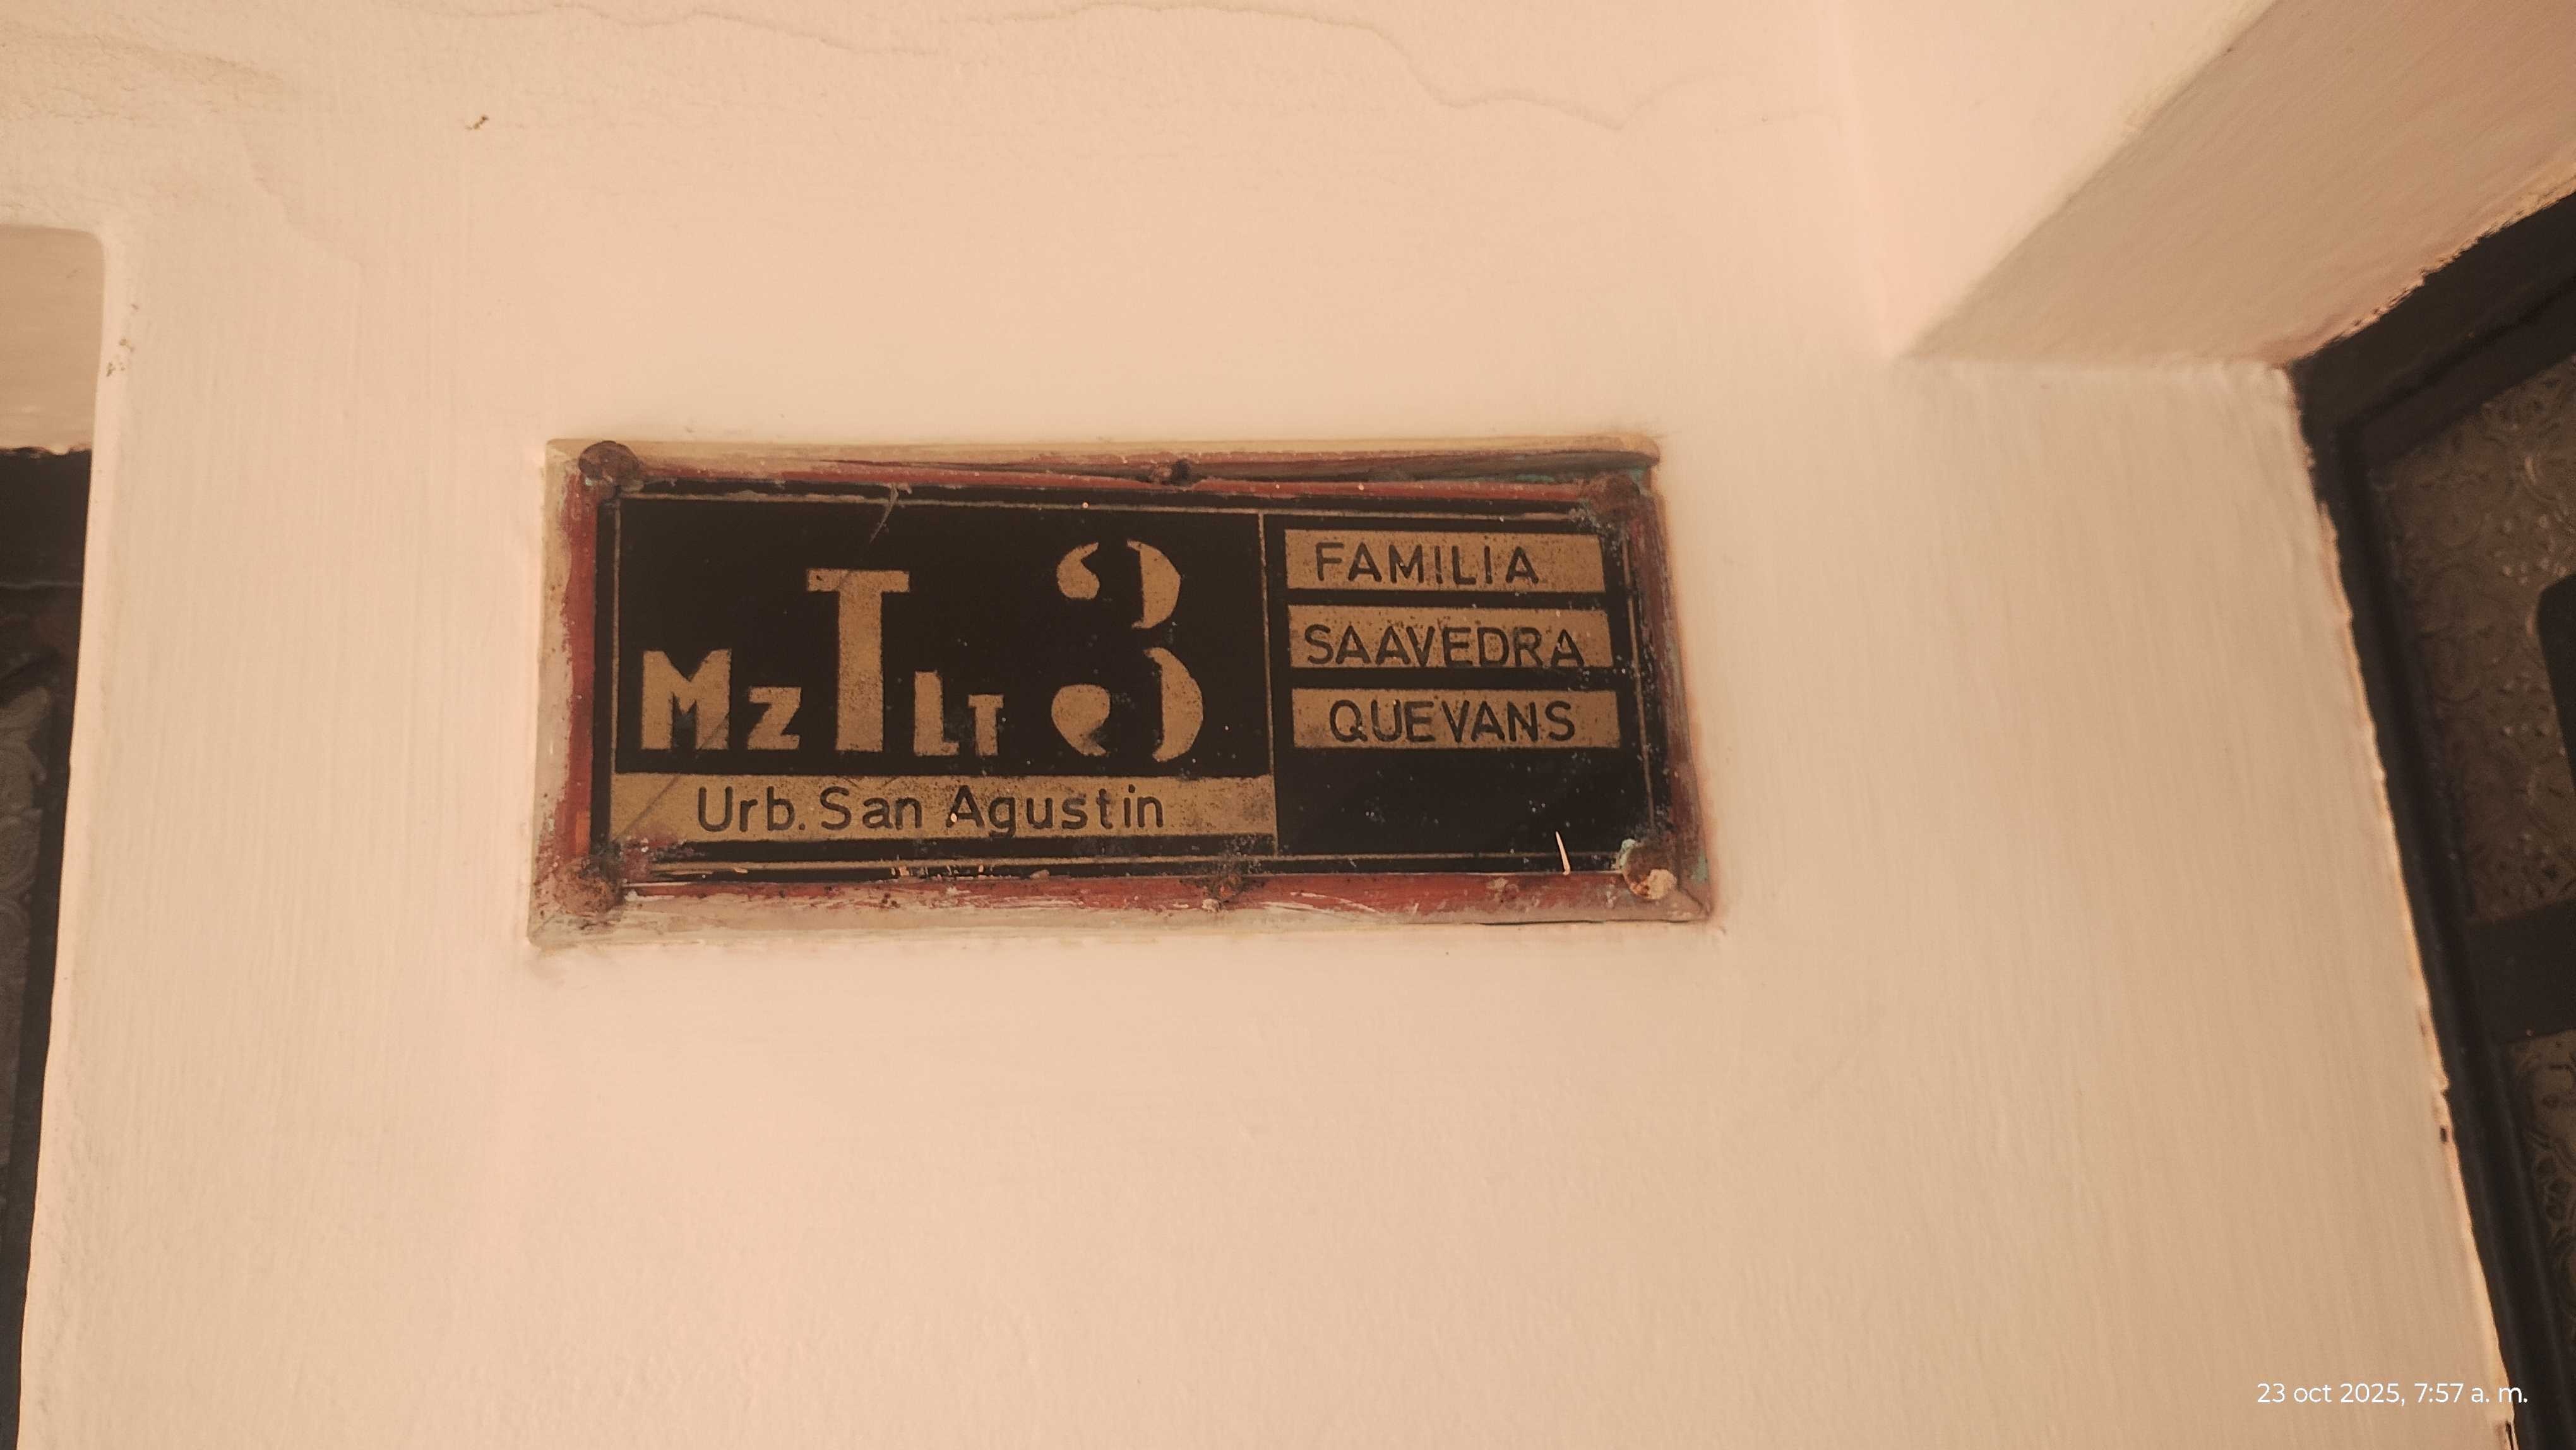 Mz T Lt 3
Urb. San Agustin
FAMILIA
SAAVEDRA
QUEVANS
23 oct 2025, 7:57 a. m.